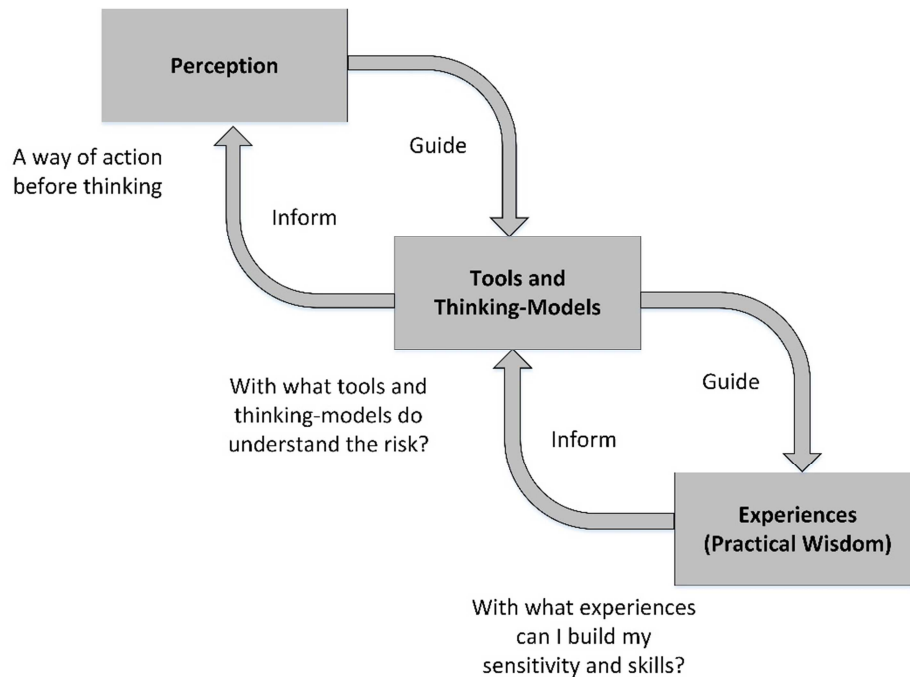 Perception
Guide
A way of action
before thinking
Inform
Tools and
Thinking-Models
Guide
With what tools and
thinking-models do
understand the risk?
Inform
Experiences
(Practical Wisdom)
With what experiences
can I build my
sensitivity and skills?